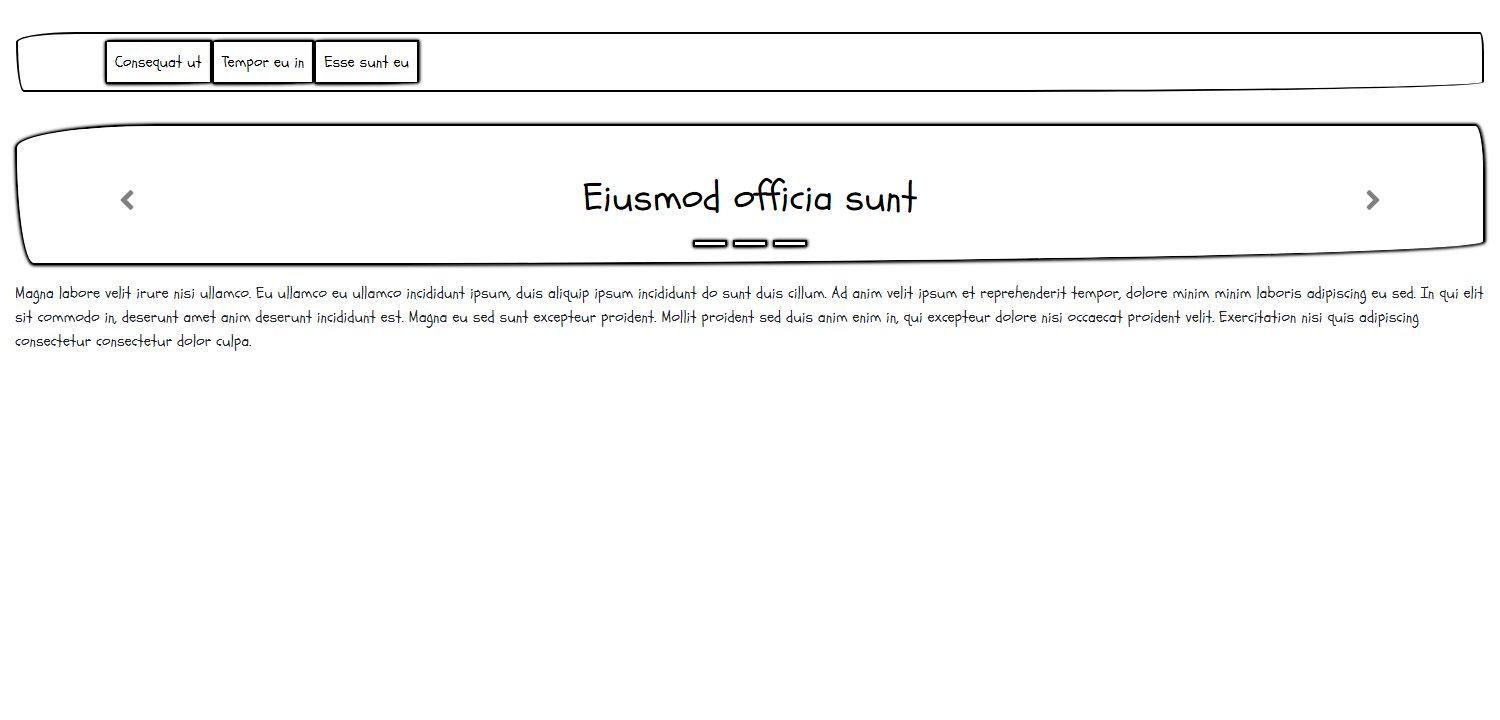 Consequat ut Tempor eu in Esse sunt eu
Eiusmod officia sunt
Magna labore velit irure nisi ullamco. Eu ullamco eu ullamco incididunt ipsum, duis aliquip ipsum incididunt do sunt duis cillum. Ad anim velit ipsum et reprehenderit tempor, dolore minim minim laboris adipiscing eu sed. In qui elit
sit commodo in, deserunt amet anim deserunt incididunt est. Magna eu sed sunt excepteur proident. Mollit proident sed duis anim enim in, qui excepteur dolore nisi occaecat proident velit. Exercitation nisi quis adipiscing
consectetur consectetur dolor culpa.